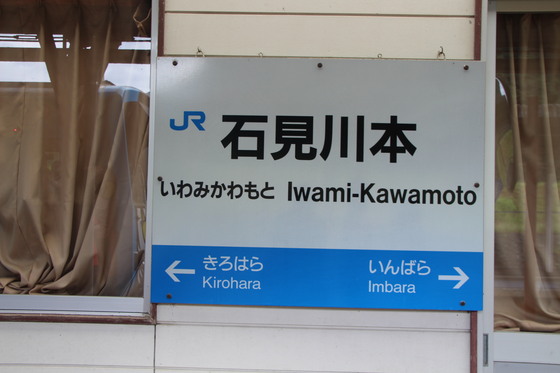 JR 石見川本
いわみかわもと Iwami-Kawamoto
← きろはら いんばら →
Kirohara Imbara